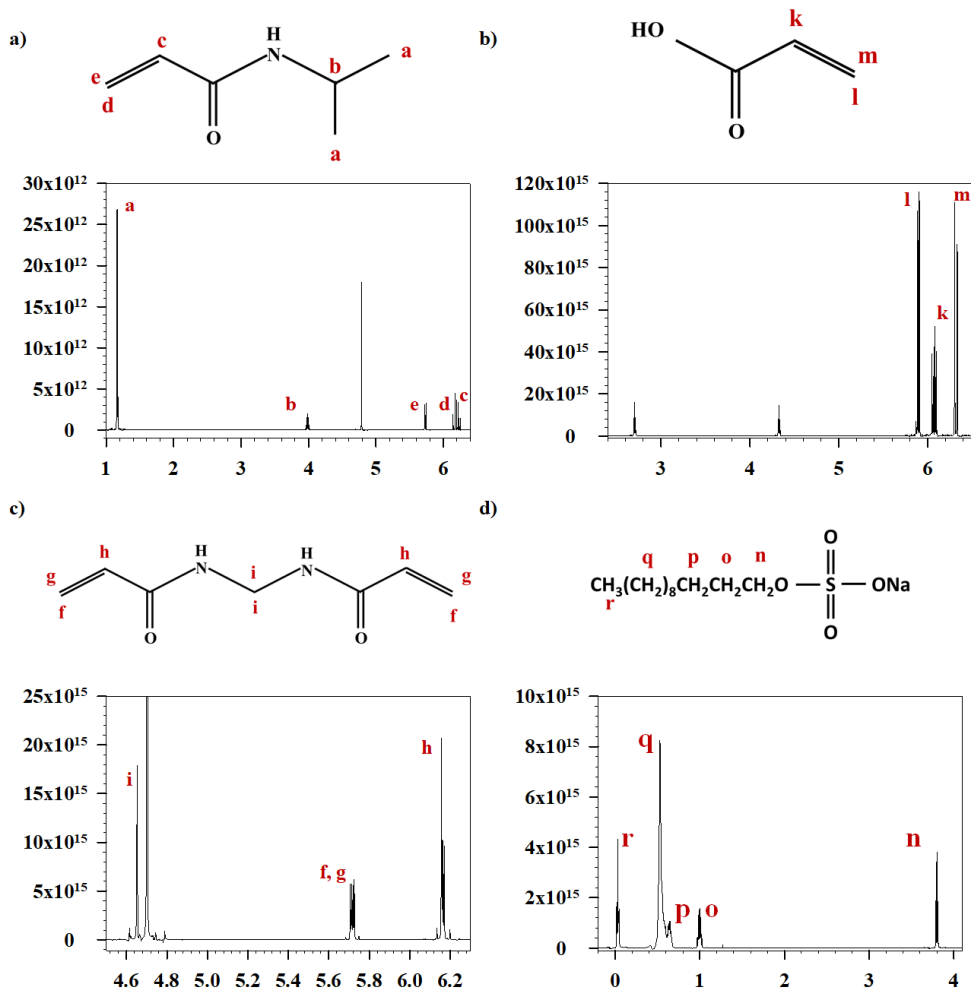 a)
c
H
N
a
e
d
b
O
a
b)
HO
k
m
l
O
30x10¹²
25x10¹²
20x10¹²
15x10¹²
10x10¹²
5x10¹²
0
a
b
e
d
c
1 2 3 4 5 6
120x10¹⁵
100x10¹⁵
80x10¹⁵
60x10¹⁵
40x10¹⁵
20x10¹⁵
0
l
m
k
3 4 5 6
c)
g
h
H
N
i
H
N
h
g
f
O
i
O
f
d)
q p o n
CH₃(CH₂)₈CH₂CH₂CH₂O
r
O
S
ONa
O
25x10¹⁵
20x10¹⁵
15x10¹⁵
10x10¹⁵
5x10¹⁵
0
i
f, g
h
4.6 4.8 5.0 5.2 5.4 5.6 5.8 6.0 6.2
10x10¹⁵
8x10¹⁵
6x10¹⁵
4x10¹⁵
2x10¹⁵
0
r
q
p
o
n
0 1 2 3 4